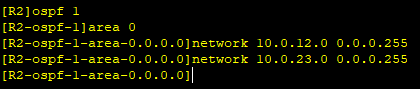 [R2]ospf 1
[R2-ospf-1]area 0
[R2-ospf-1-area-0.0.0.0]network 10.0.12.0 0.0.0.255
[R2-ospf-1-area-0.0.0.0]network 10.0.23.0 0.0.0.255
[R2-ospf-1-area-0.0.0.0]